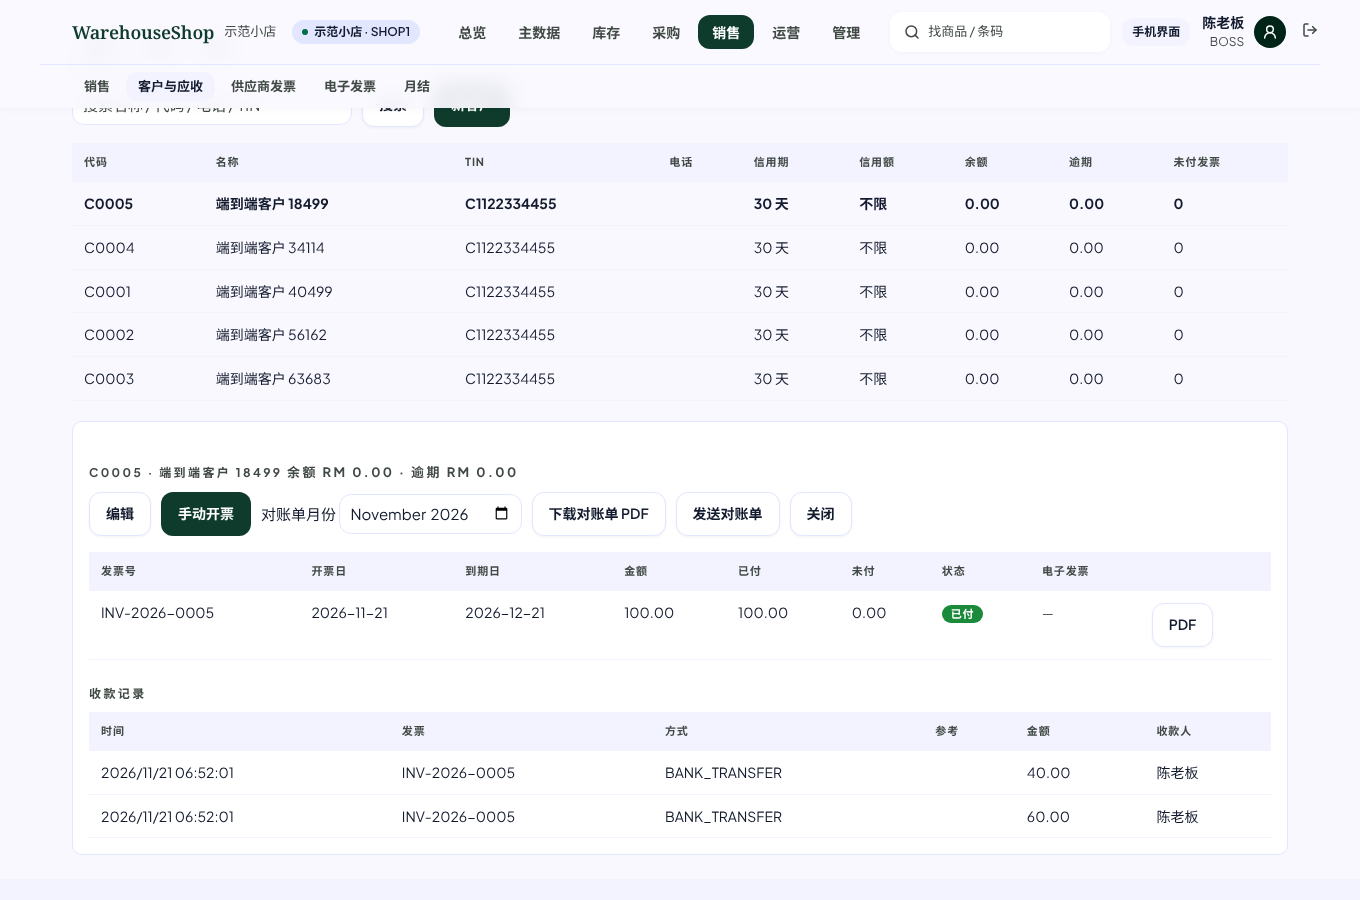 WarehouseShop 示范小店 示范小店 · SHOP1 总览 主数据 库存 采购 销售 运营 管理 找商品 / 条码 手机界面 陈老板
BOSS
销售 客户与应收 供应商发票 电子发票 月结
代码 名称 TIN 电话 信用期 信用额 余额 逾期 未付发票
C0005 端到端客户 18499 C1122334455 30 天 不限 0.00 0.00 0
C0004 端到端客户 34114 C1122334455 30 天 不限 0.00 0.00 0
C0001 端到端客户 40499 C1122334455 30 天 不限 0.00 0.00 0
C0002 端到端客户 56162 C1122334455 30 天 不限 0.00 0.00 0
C0003 端到端客户 63683 C1122334455 30 天 不限 0.00 0.00 0
C0005 · 端到端客户 18499 余额 RM 0.00 · 逾期 RM 0.00
编辑 手动开票 对账单月份 November 2026 下载对账单 PDF 发送对账单 关闭
发票号 开票日 到期日 金额 已付 未付 状态 电子发票
INV-2026-0005 2026-11-21 2026-12-21 100.00 100.00 0.00 已付 — PDF
收款记录
时间 发票 方式 参考 金额 收款人
2026/11/21 06:52:01 INV-2026-0005 BANK_TRANSFER 40.00 陈老板
2026/11/21 06:52:01 INV-2026-0005 BANK_TRANSFER 60.00 陈老板